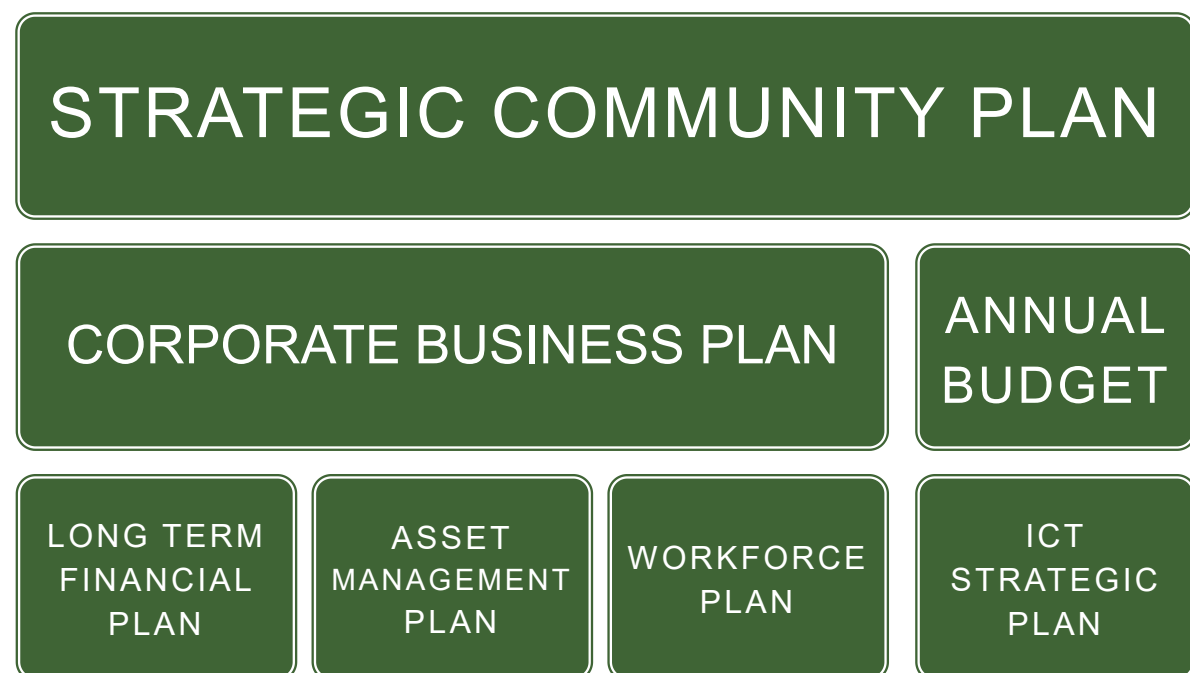 STRATEGIC COMMUNITY PLAN
CORPORATE BUSINESS PLAN
ANNUAL
BUDGET
LONG TERM
FINANCIAL
PLAN
ASSET
MANAGEMENT
PLAN
WORKFORCE
PLAN
ICT
STRATEGIC
PLAN